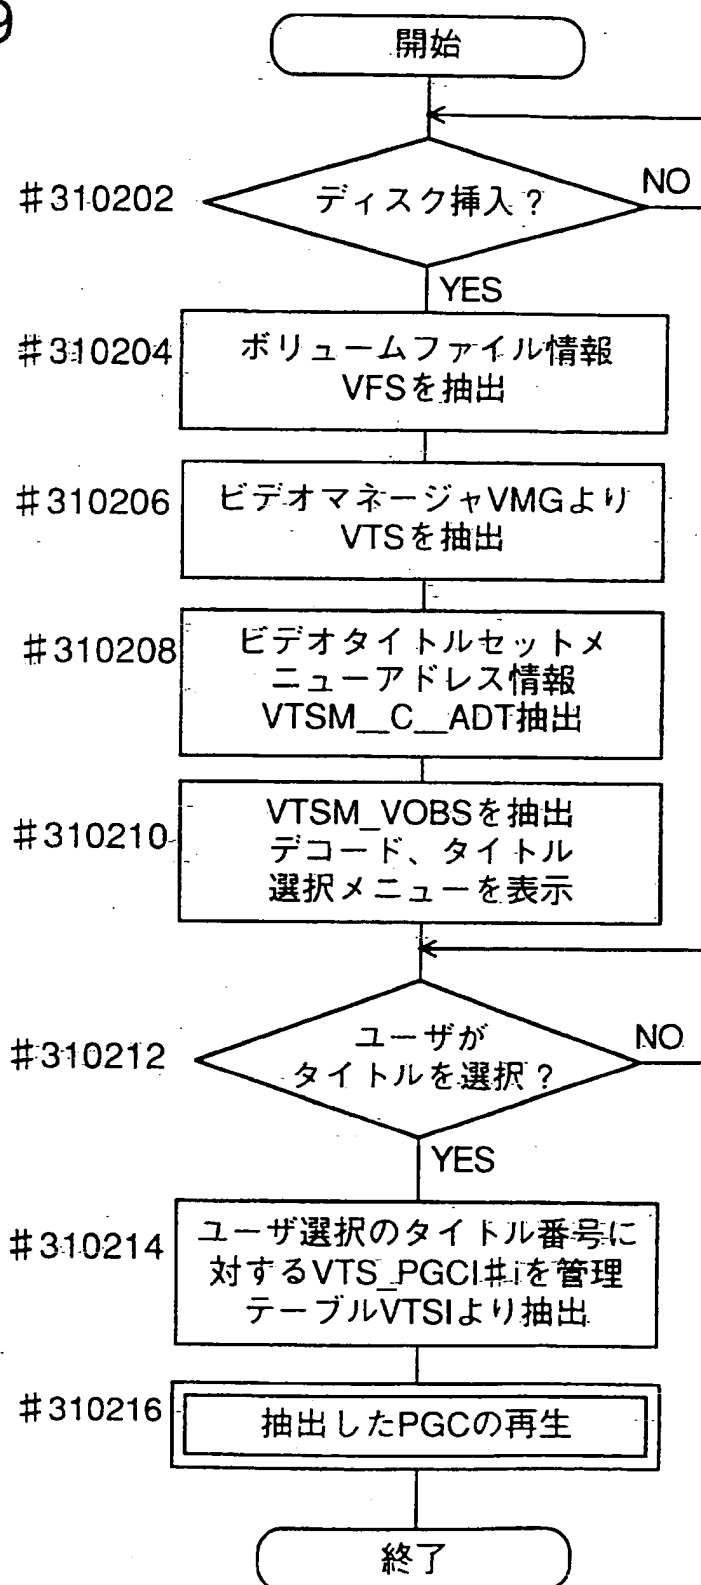 9
開始
#310202
ディスク挿入?
NO
YES
#310204
ボリュームファイル情報
VFSを抽出
#310206
ビデオマネージャVMGより
VTSを抽出
#310208
ビデオタイトルセットメ
ニューアドレス情報
VTSM__C__ADT抽出
#310210
VTSM_VOBSを抽出
デコード、タイトル
選択メニューを表示
#310212
ユーザが
タイトルを選択?
NO
YES
#310214
ユーザ選択のタイトル番号に
対するVTS_PGCI#iを管理
テーブルVTSIより抽出
#310216
抽出したPGCの再生
終了